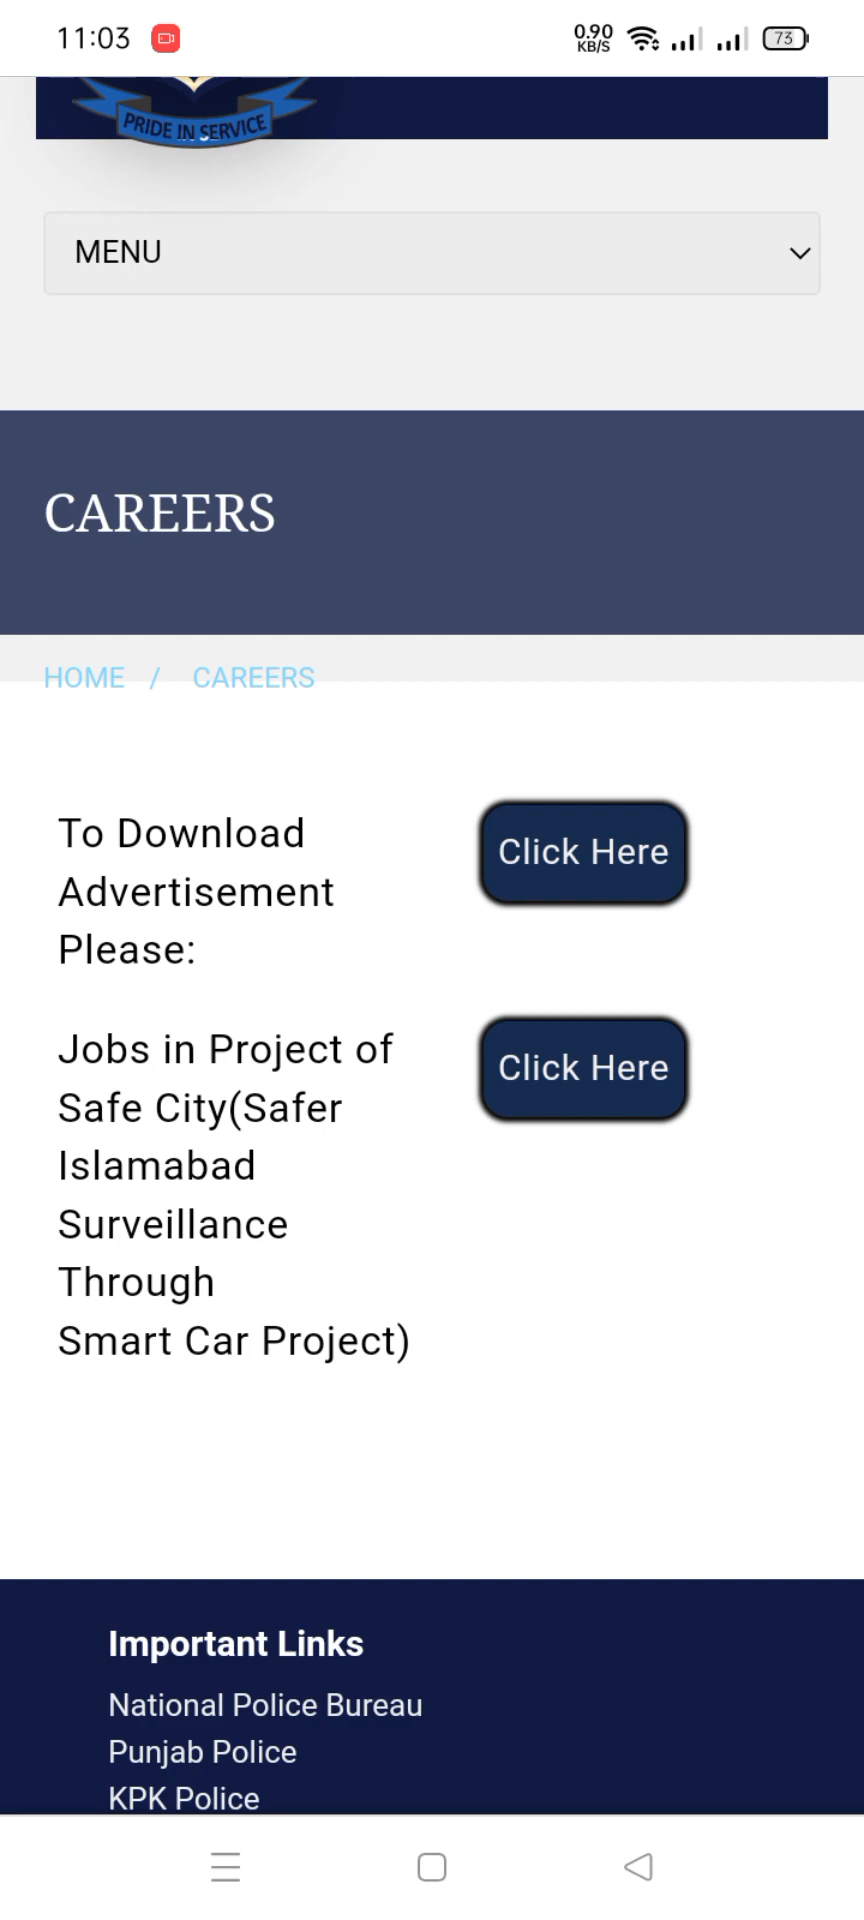 11:03
0.90
KB/S
73
PRIDE IN SERVICE
MENU
CAREERS
HOME / CAREERS
To Download
Advertisement
Please:
Click Here
Jobs in Project of
Safe City(Safer
Islamabad
Surveillance
Through
Smart Car Project)
Click Here
Important Links
National Police Bureau
Punjab Police
KPK Police